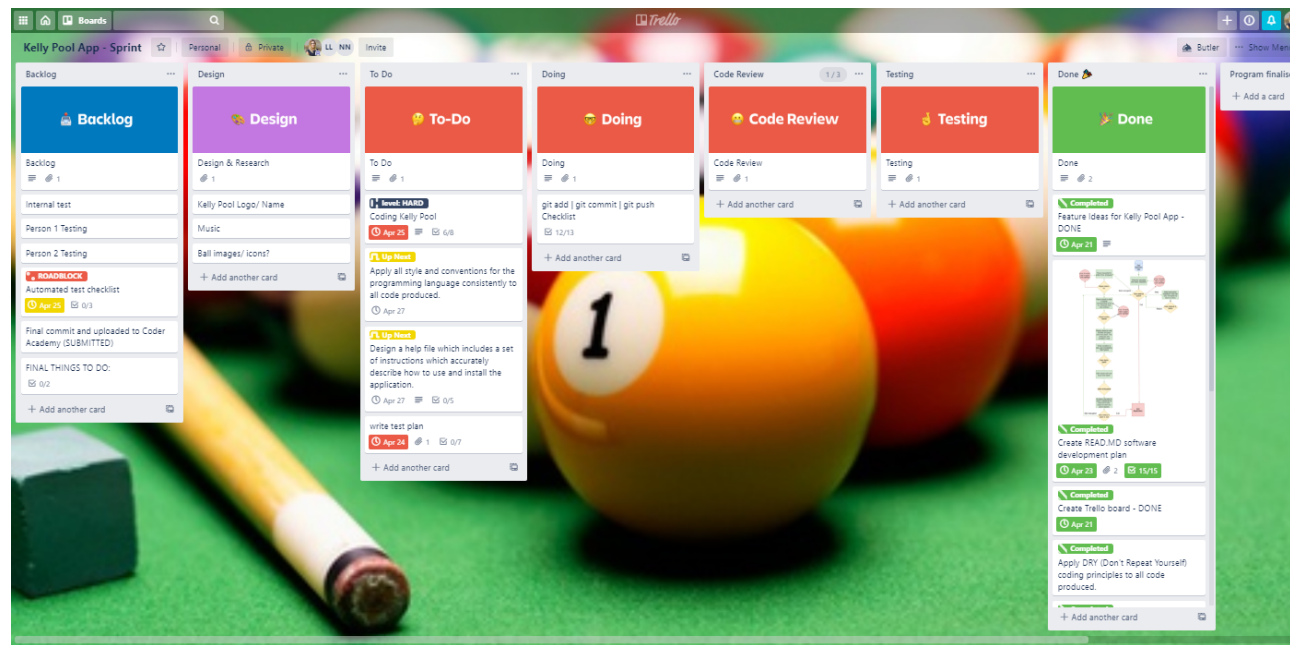 Boards
Trello
Kelly Pool App - Sprint
Personal
Private
LL
NN
Invite
Butler
Show Menu
Backlog
Backlog
Backlog
1
Internal test
Person 1 Testing
Person 2 Testing
ROADBLOCK
Automated test checklist
Apr 25
0/3
Final commit and uploaded to Coder
Academy (SUBMITTED)
FINAL THINGS TO DO:
0/2
+ Add another card
Design
Design
Design & Research
1
Kelly Pool Logo/ Name
Music
Ball images/ icons?
+ Add another card
To Do
To-Do
To Do
1
level: HARD
Coding Kelly Pool
Apr 25
6/8
Up Next
Apply all style and conventions for the
programming language consistently to
all code produced.
Apr 27
Up Next
Design a help file which includes a set
of instructions which accurately
describe how to use and install the
application.
Apr 27
0/5
write test plan
Apr 24
1
0/7
+ Add another card
Doing
Doing
Doing
1
git add | git commit | git push
Checklist
12/13
+ Add another card
Code Review
1/3
Code Review
Code Review
1
+ Add another card
Testing
Testing
Testing
1
+ Add another card
Done
Done
Done
2
Completed
Feature Ideas for Kelly Pool App -
DONE
Apr 21
Completed
Create READ.MD software
development plan
Apr 23
2
15/15
Completed
Create Trello board - DONE
Apr 21
Completed
Apply DRY (Don't Repeat Yourself)
coding principles to all code
produced.
+ Add another card
Program finalis
+ Add a card
1